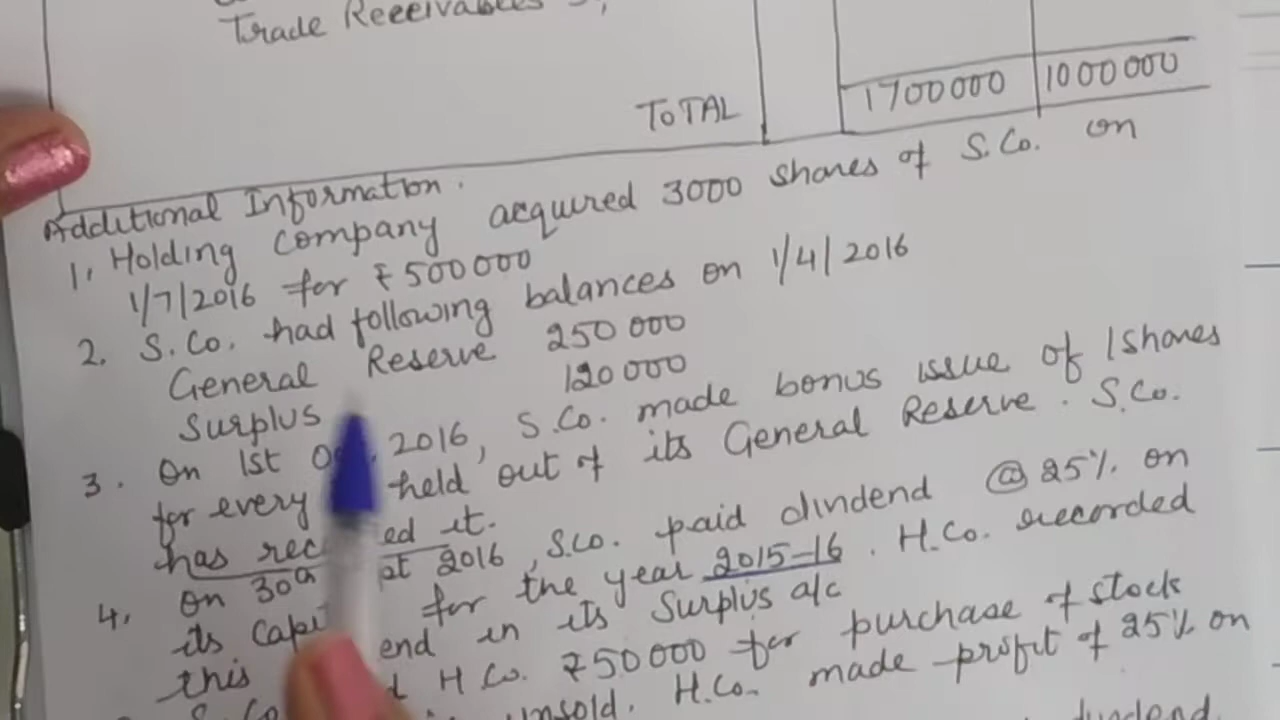 Trade Receivables
TOTAL 1700000 1000000
Additional Information.
1. Holding company acquired 3000 shares of S.Co. on
1/7/2016 for ₹500000
2. S.Co. had following balances on 1/4/2016
General Reserve 250000
Surplus 120000
3. On 1st 2016, S.Co. made bonus issue of 1 shares
for every held out of its General Reserve. S.Co.
has it.
4. On 30th 2016, S.Co. paid dividend @ 25% on
its for the year 2015-16. H.Co. recorded
this in its Surplus a/c
H Co. ₹50000 for purchase of stock
unsold. H.Co. made profit of 25% on